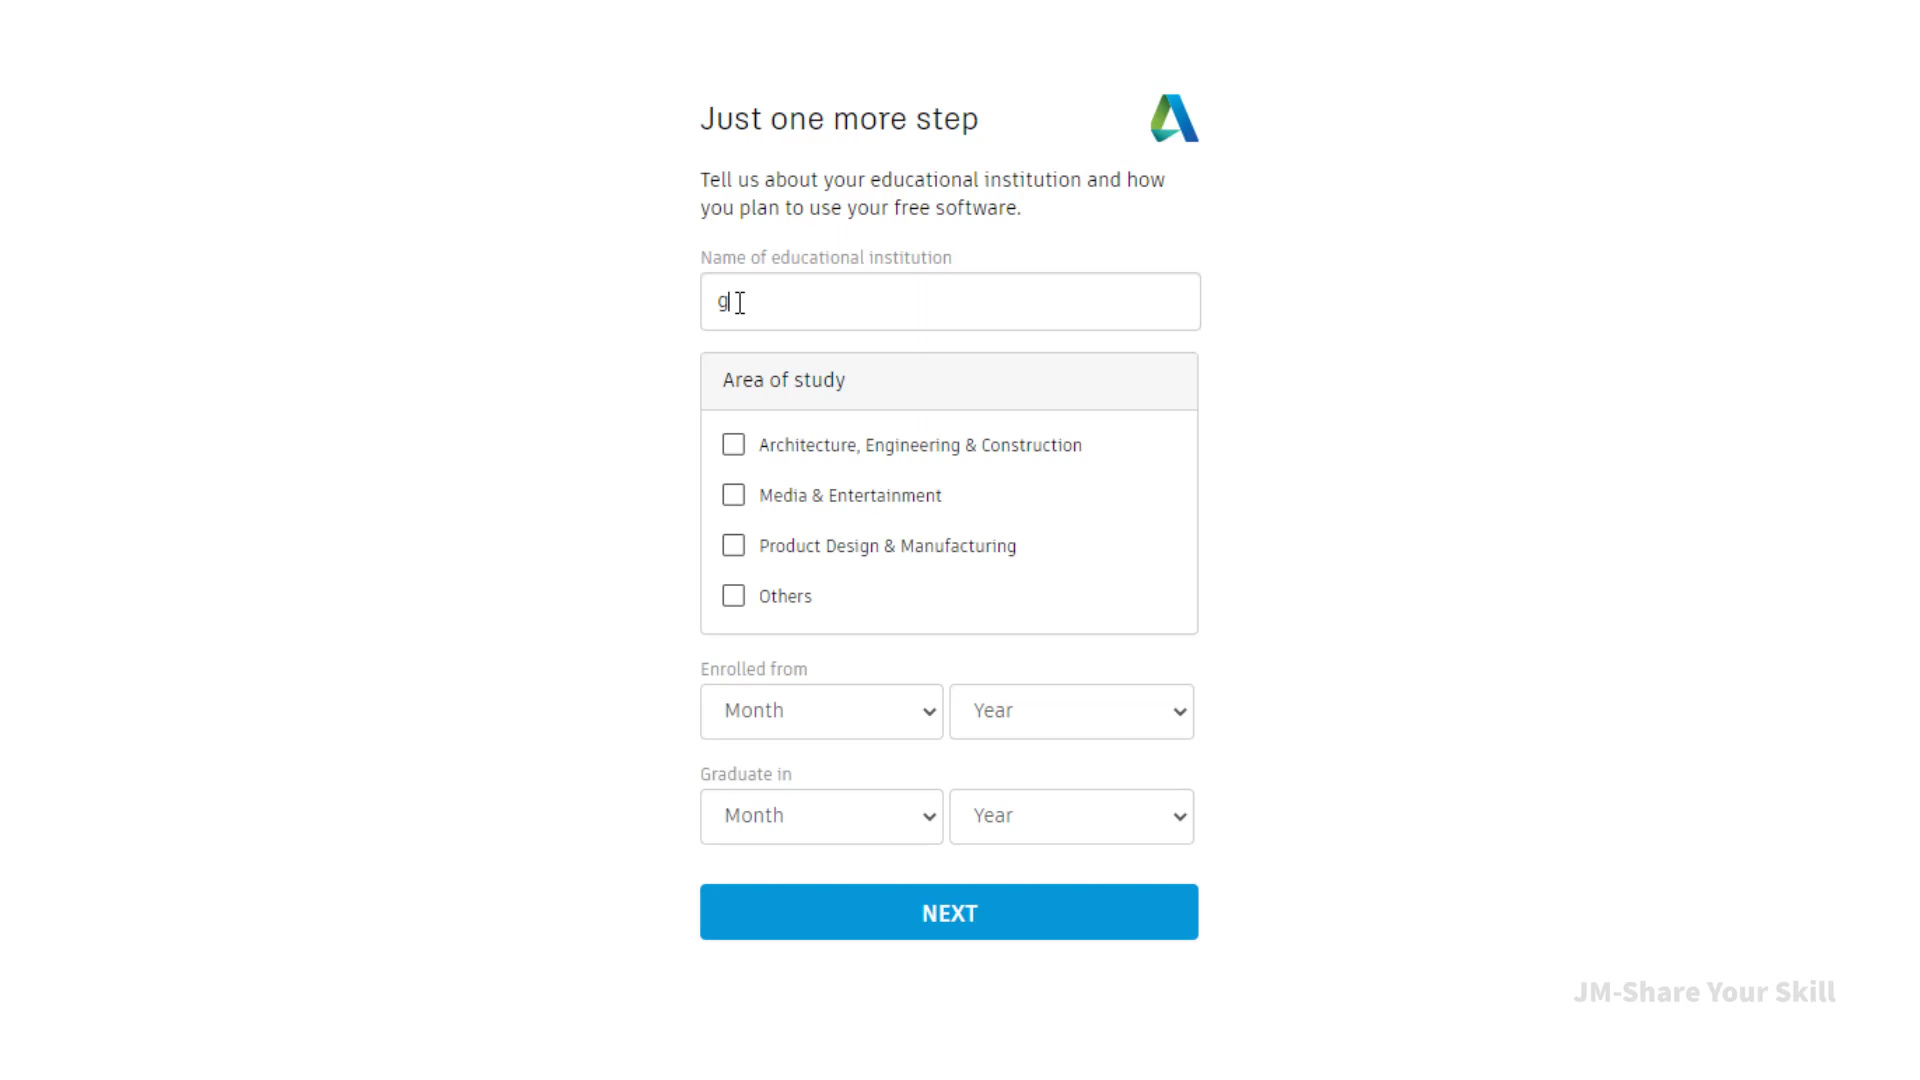 Just one more step
Tell us about your educational institution and how
you plan to use your free software.
Name of educational institution
g
Area of study
Architecture, Engineering & Construction
Media & Entertainment
Product Design & Manufacturing
Others
Enrolled from
Month Year
Graduate in
Month Year
NEXT
JM-Share Your Skill